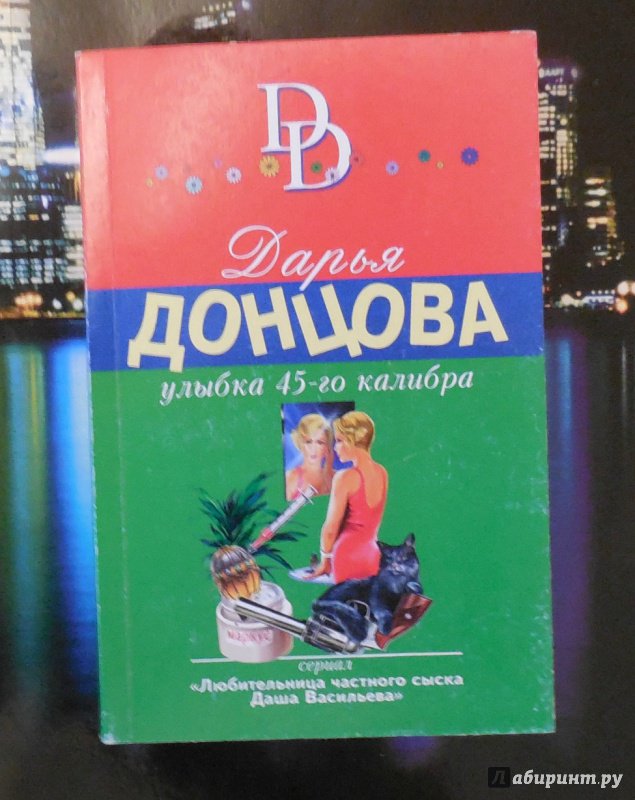 DD
Дарья
ДОНЦОВА
улыбка 45-го калибра
сериал
«Любительница частного сыска
Даша Васильева»
Лабиринт.ру